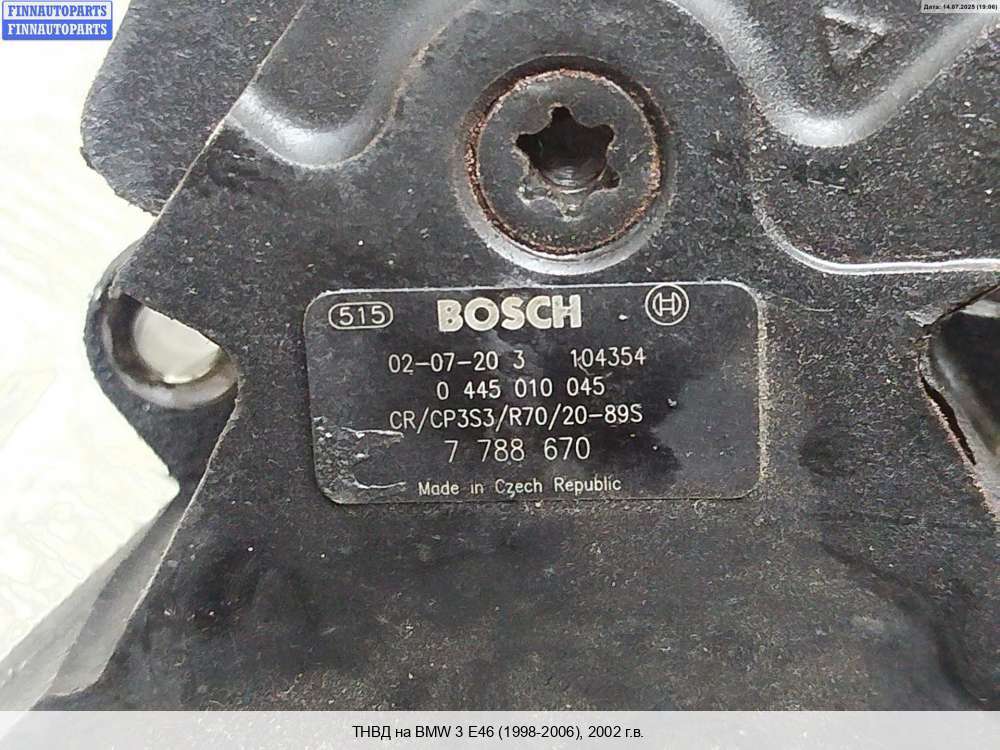 FINNAUTOPARTS
FINNAUTOPARTS
Дата: 14.07.2025 (19:06)
515 BOSCH
02-07-20 3 104354
0 445 010 045
CR/CP3S3/R70/20-89S
7 788 670
Made in Czech Republic
ТНВД на BMW 3 E46 (1998-2006), 2002 г.в.